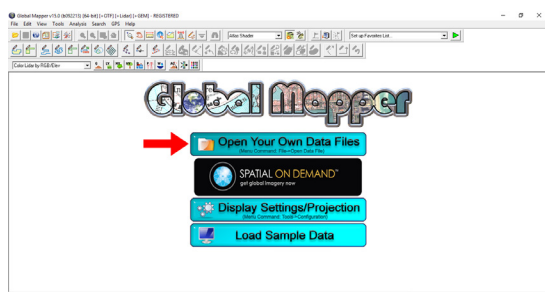 Global Mapper v15.0 (b092213) [64-bit] [+GTF] [+Lidar] [+GEM] - REGISTERED
File Edit View Tools Analysis Search GPS Help
Atlas Shader
Set up Favorites List...
Color Lidar by RGB/Elev
Global Mapper
Open Your Own Data Files
(Menu Command: File->Open Data File)
SPATIAL ON DEMAND™
get global imagery now
Display Settings/Projection
(Menu Command: Tools->Configuration)
Load Sample Data